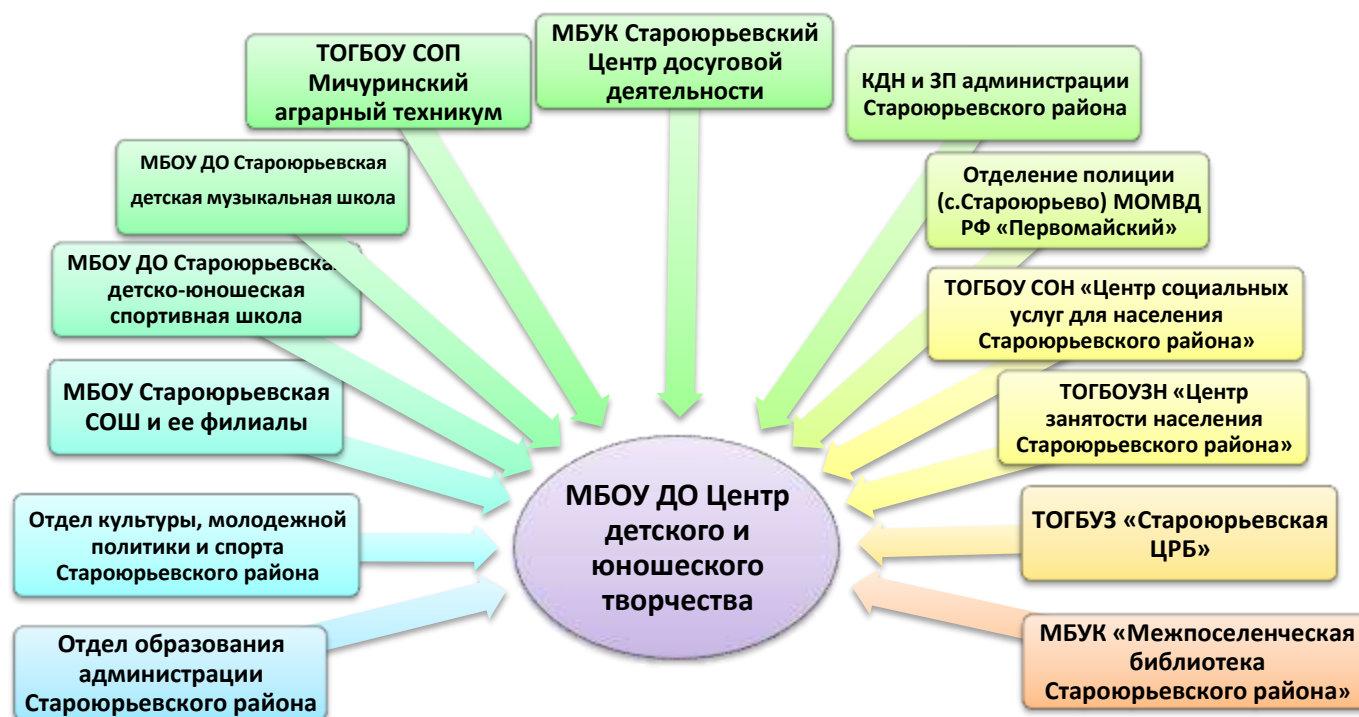 МБУК Староюрьевский
Центр досуговой
деятельности
ТОГБОУ СОП
Мичуринский
аграрный техникум
КДН и ЗП администрации
Староюрьевского района
МБОУ ДО Староюрьевская
детская музыкальная школа
Отделение полиции
(с.Староюрьево) МОМВД
РФ «Первомайский»
МБОУ ДО Староюрьевская
детско-юношеская
спортивная школа
ТОГБОУ СОН «Центр социальных
услуг для населения
Староюрьевского района»
МБОУ Староюрьевская
СОШ и ее филиалы
ТОГБОУЗН «Центр
занятости населения
Староюрьевского района»
МБОУ ДО Центр
детского и
юношеского
творчества
Отдел культуры, молодежной
политики и спорта
Староюрьевского района
ТОГБУЗ «Староюрьевская
ЦРБ»
Отдел образования
администрации
Староюрьевского района
МБУК «Межпоселенческая
библиотека
Староюрьевского района»